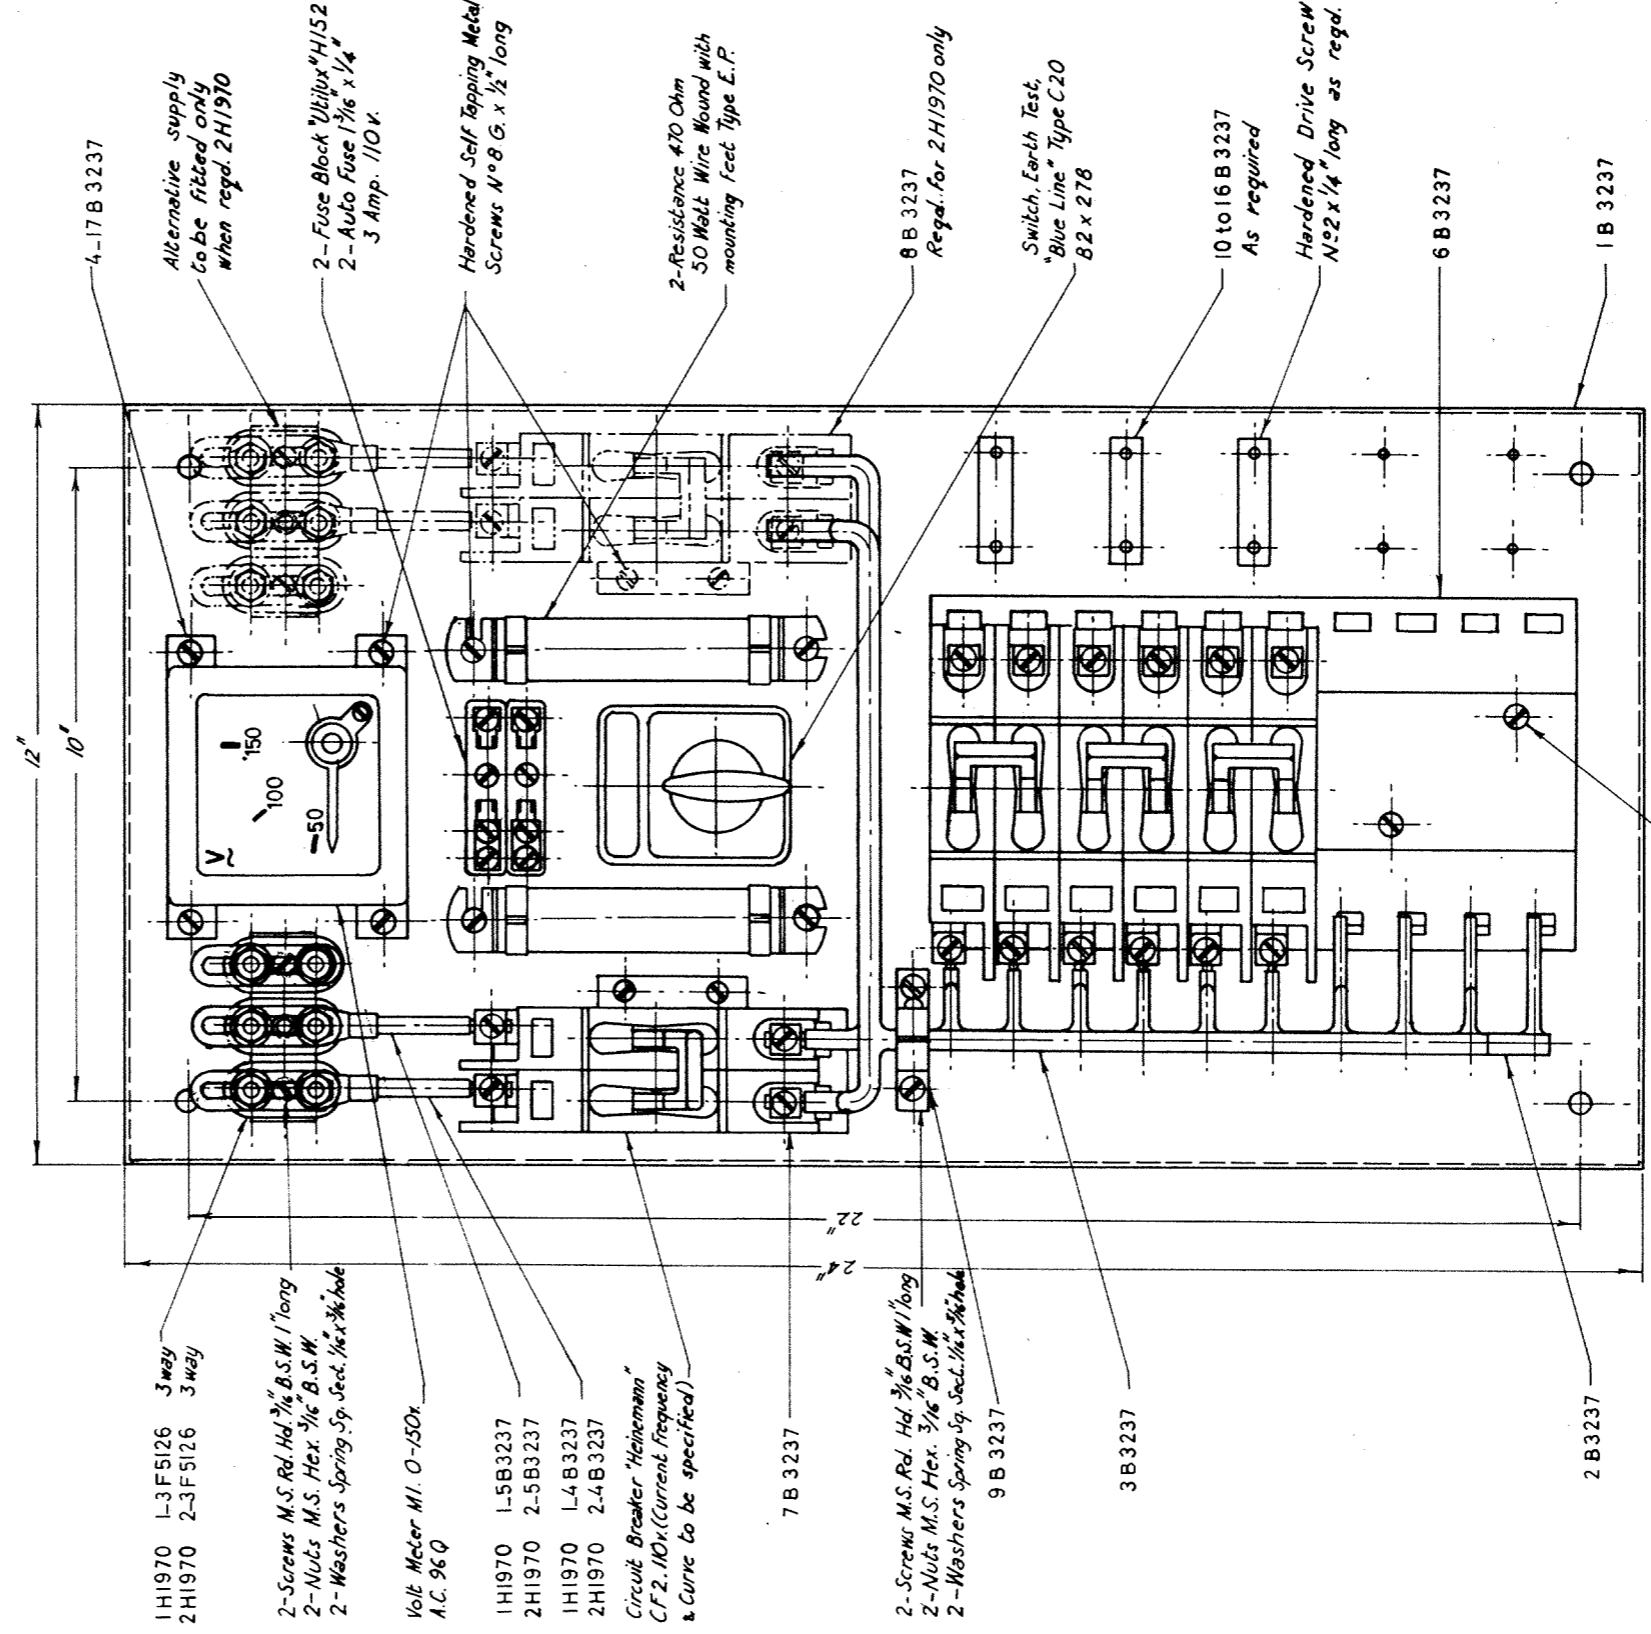 4-17 B 3237
Alternative supply
to be fitted only
when reqd. 2H1970
2-Fuse Block "Utilux" H152
2-Auto Fuse 1 3/16" x 1/4"
3 Amp. 110 v.
Hardened Self Tapping Metal
Screws Nº 8 G. x 1/2" long
2-Resistance 470 Ohm
50 Watt Wire Wound with
mounting feet Type E.P.
8 B 3237
Reqd. for 2H1970 only
Switch, Earth Test,
"Blue Line" Type C20
B2 x 278
10 to 16 B 3237
As required
Hardened Drive Screw
Nº 2 x 1/4" long as reqd.
6 B 3237
1 B 3237
12"
10"
V~
50
100
150
22"
24"
1H1970 1-3F5126 3 way
2H1970 2-3F5126 3 way
2-Screws M.S. Rd. Hd. 3/16" B.S.W. 1" long
2-Nuts M.S. Hex. 3/16" B.S.W.
2-Washers Spring. Sq. Sect. 1/16" x 3/16" hole
Volt Meter M.I. 0-150v.
A.C. 96Q
1H1970 1-5B3237
2H1970 2-5B3237
1H1970 1-4B3237
2H1970 2-4B3237
Circuit Breaker "Heinemann"
CF2. 110v. (Current Frequency
& Curve to be specified)
7 B 3237
2-Screws M.S. Rd. Hd. 3/16" B.S.W 1" long
2-Nuts M.S. Hex. 3/16" B.S.W.
2-Washers Spring Sq. Sect. 1/16" x 3/16" hole
9 B 3237
3 B 3237
2 B 3237